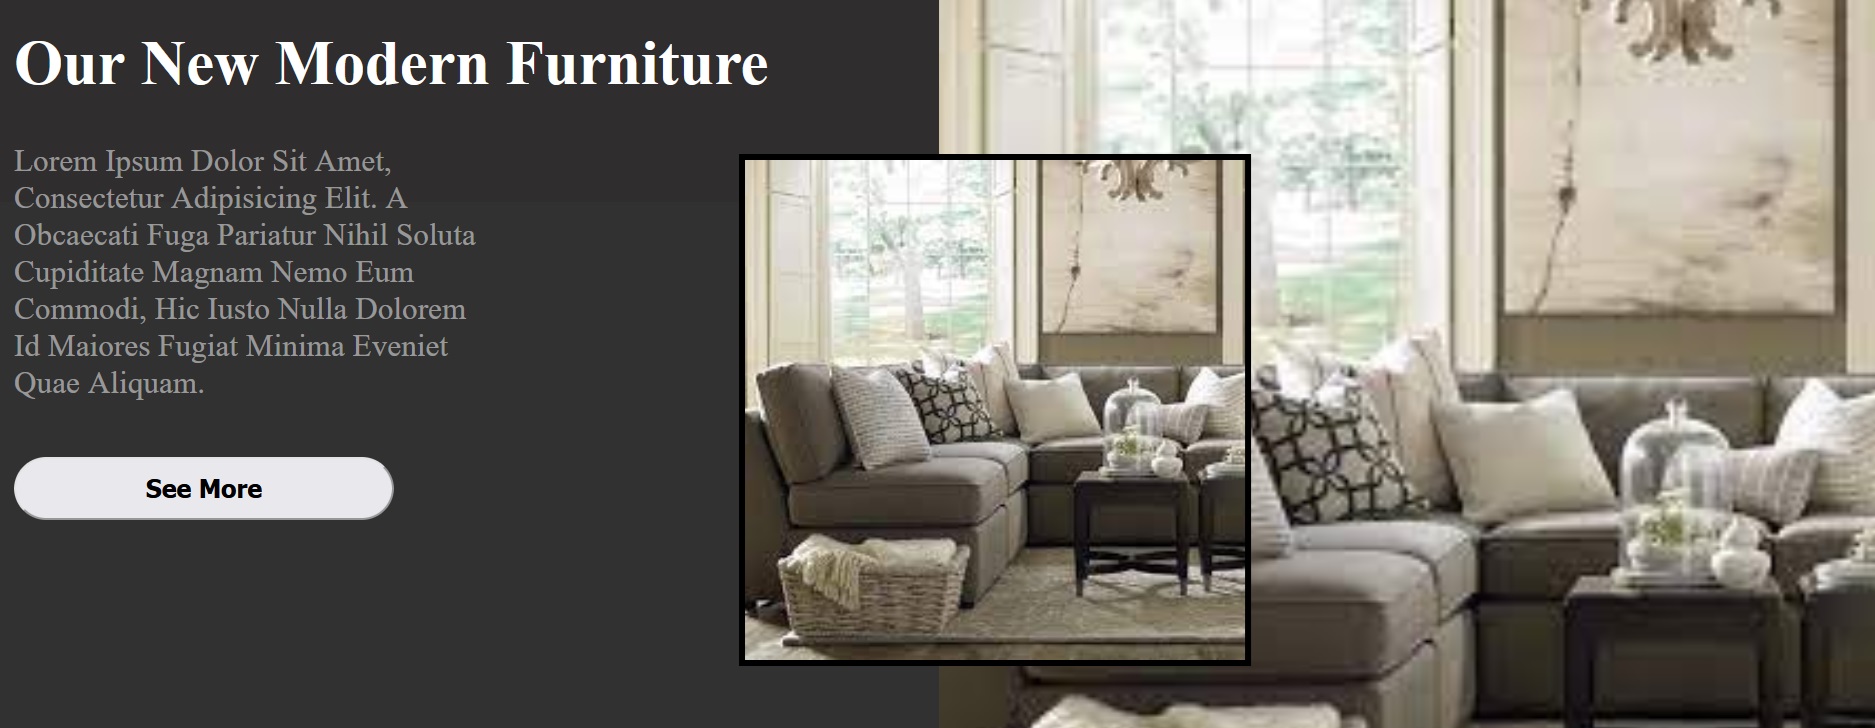 Our New Modern Furniture
Lorem Ipsum Dolor Sit Amet,
Consectetur Adipisicing Elit. A
Obcaecati Fuga Pariatur Nihil Soluta
Cupiditate Magnam Nemo Eum
Commodi, Hic Iusto Nulla Dolorem
Id Maiores Fugiat Minima Eveniet
Quae Aliquam.
See More